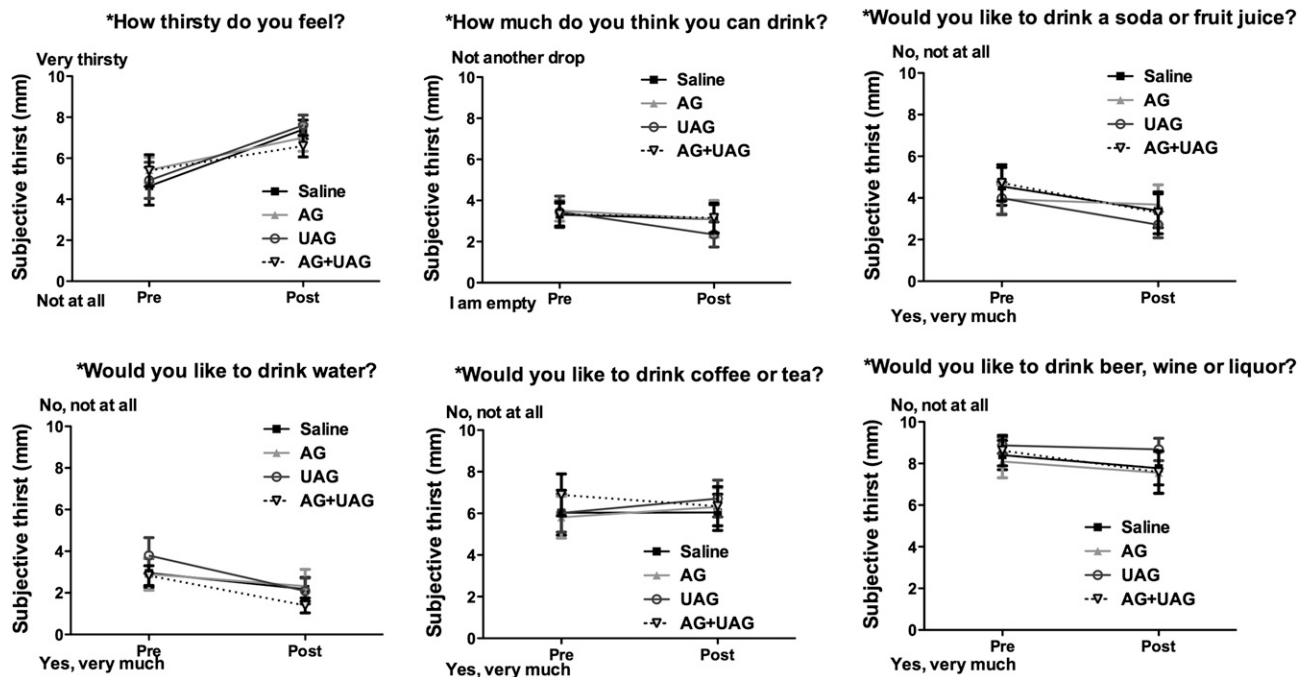 *How thirsty do you feel?
Very thirsty
Subjective thirst (mm)
10
8
6
4
2
0
Saline
AG
UAG
AG+UAG
Not at all
Pre
Post
*How much do you think you can drink?
Not another drop
Subjective thirst (mm)
10
8
6
4
2
0
Saline
AG
UAG
AG+UAG
I am empty
Pre
Post
*Would you like to drink a soda or fruit juice?
No, not at all
Subjective thrist (mm)
10
8
6
4
2
0
Saline
AG
UAG
AG+UAG
Pre
Post
Yes, very much
*Would you like to drink water?
No, not at all
Subjective thirst (mm)
10
8
6
4
2
0
Saline
AG
UAG
AG+UAG
Pre
Post
Yes, very much
*Would you like to drink coffee or tea?
No, not at all
Subjective thirst (mm)
10
8
6
4
2
0
Saline
AG
UAG
AG+UAG
Pre
Post
Yes, very much
*Would you like to drink beer, wine or liquor?
No, not at all
Subjective thirst (mm)
10
8
6
4
2
0
Saline
AG
UAG
AG+UAG
Pre
Post
Yes, very much